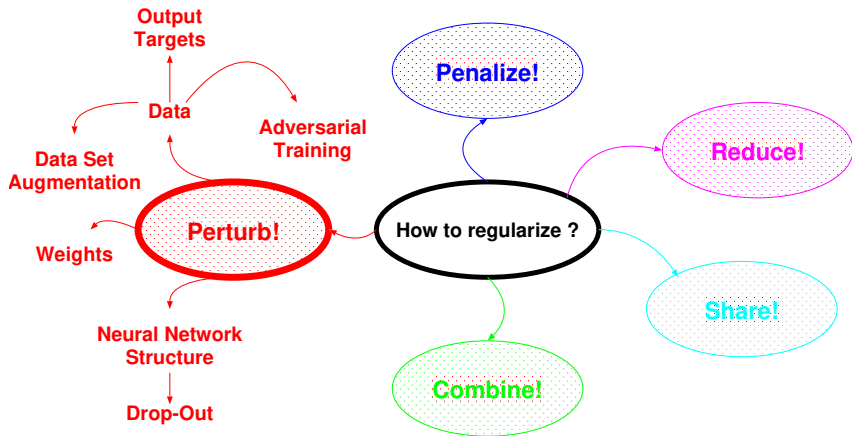 Output
Targets
Penalize!
Data
Adversarial
Training
Reduce!
Data Set
Augmentation
Perturb!
How to regularize ?
Weights
Share!
Neural Network
Structure
Combine!
Drop-Out